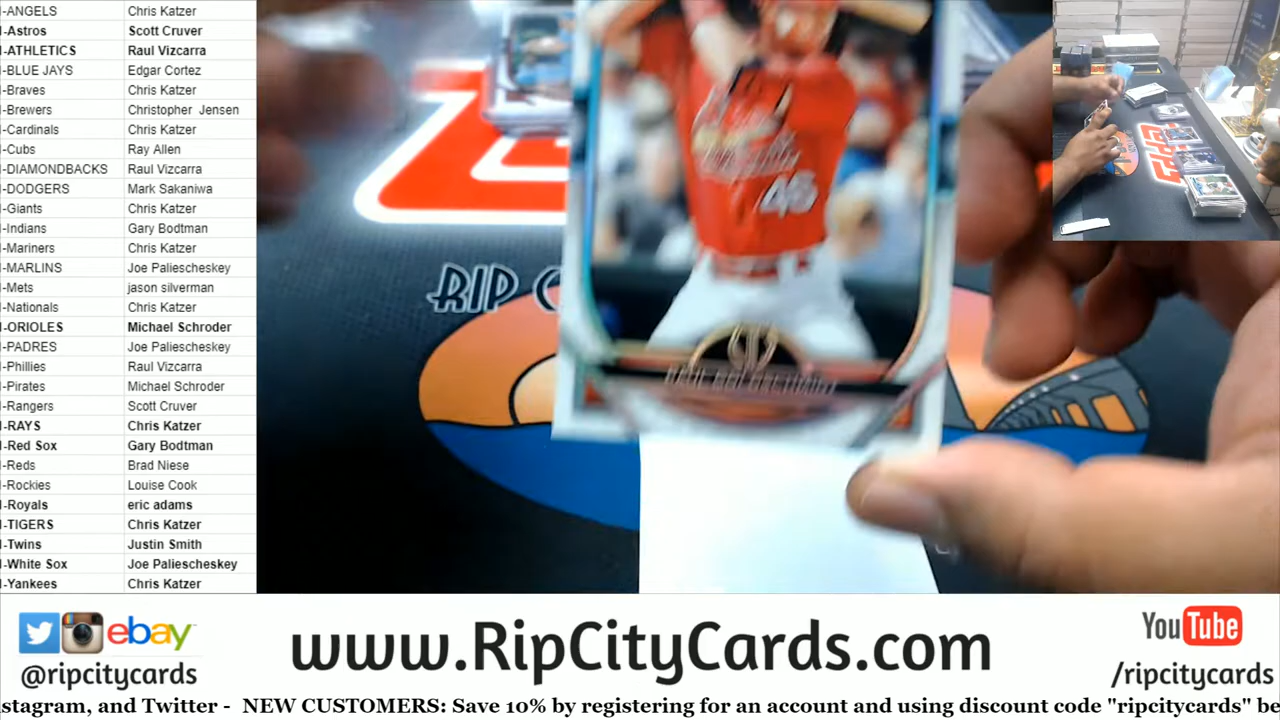 I-ANGELS Chris Katzer
I-Astros Scott Cruver
I-ATHLETICS Raul Vizcarra
I-BLUE JAYS Edgar Cortez
I-Braves Chris Katzer
I-Brewers Christopher Jensen
I-Cardinals Chris Katzer
I-Cubs Ray Allen
I-DIAMONDBACKS Raul Vizcarra
I-DODGERS Mark Sakaniwa
I-Giants Chris Katzer
I-Indians Gary Bodtman
I-Mariners Chris Katzer
I-MARLINS Joe Paliescheskey
I-Mets jason silverman
I-Nationals Chris Katzer
I-ORIOLES Michael Schroder
I-PADRES Joe Paliescheskey
I-Phillies Raul Vizcarra
I-Pirates Michael Schroder
I-Rangers Scott Cruver
I-RAYS Chris Katzer
I-Red Sox Gary Bodtman
I-Reds Brad Niese
I-Rockies Louise Cook
I-Royals eric adams
I-TIGERS Chris Katzer
I-Twins Justin Smith
I-White Sox Joe Paliescheskey
I-Yankees Chris Katzer
46
RIP C
ebay
@ripcitycards
www.RipCityCards.com
YouTube
/ripcitycards
stagram, and Twitter - NEW CUSTOMERS: Save 10% by registering for an account and using discount code "ripcitycards" be